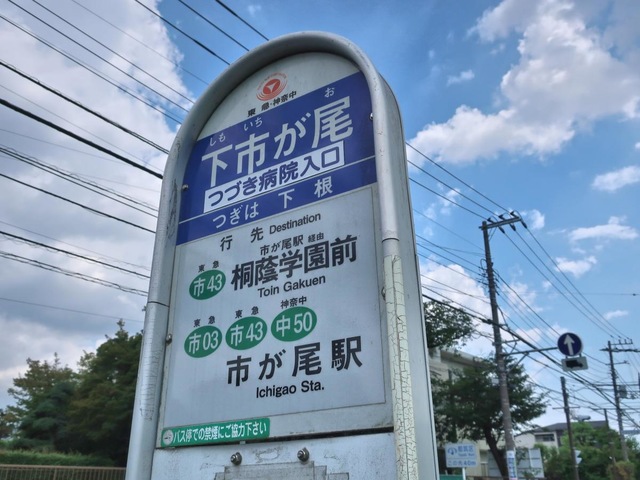 東急・神奈中
しも いち お
下市が尾
つづき病院入口
つぎは 下根
行先 Destination
市が尾駅 経由
東急
市43
桐蔭学園前
Toin Gakuen
東急 東急 神奈中
市03 市43 中50
市が尾駅
Ichigao Sta.
バス停での禁煙にご協力下さい